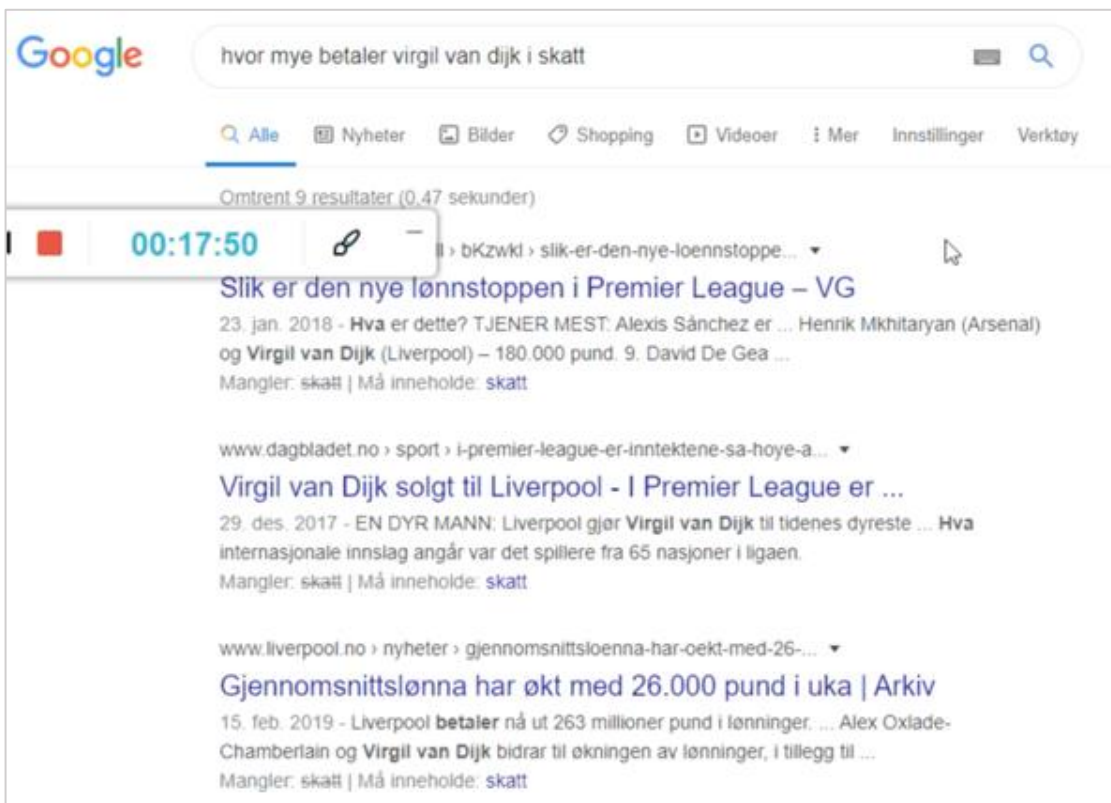 Google
hvor mye betaler virgil van dijk i skatt
Alle Nyheter Bilder Shopping Videoer Mer Innstillinger Verktøy
Omtrent 9 resultater (0,47 sekunder)
00:17:50
› bKzwkl › slik-er-den-nye-loennstoppe...
Slik er den nye lønnstoppen i Premier League – VG
23. jan. 2018 - Hva er dette? TJENER MEST: Alexis Sánchez er ... Henrik Mkhitaryan (Arsenal)
og Virgil van Dijk (Liverpool) – 180.000 pund. 9. David De Gea ...
Mangler: skatt | Må inneholde: skatt
www.dagbladet.no › sport › i-premier-league-er-inntektene-sa-hoye-a...
Virgil van Dijk solgt til Liverpool - I Premier League er ...
29. des. 2017 - EN DYR MANN: Liverpool gjør Virgil van Dijk til tidenes dyreste ... Hva
internasjonale innslag angår var det spillere fra 65 nasjoner i ligaen.
Mangler: skatt | Må inneholde: skatt
www.liverpool.no › nyheter › gjennomsnittsloenna-har-oekt-med-26-...
Gjennomsnittslønna har økt med 26.000 pund i uka | Arkiv
15. feb. 2019 - Liverpool betaler nå ut 263 millioner pund i lønninger. ... Alex Oxlade-
Chamberlain og Virgil van Dijk bidrar til økningen av lønninger, i tillegg til ...
Mangler: skatt | Må inneholde: skatt